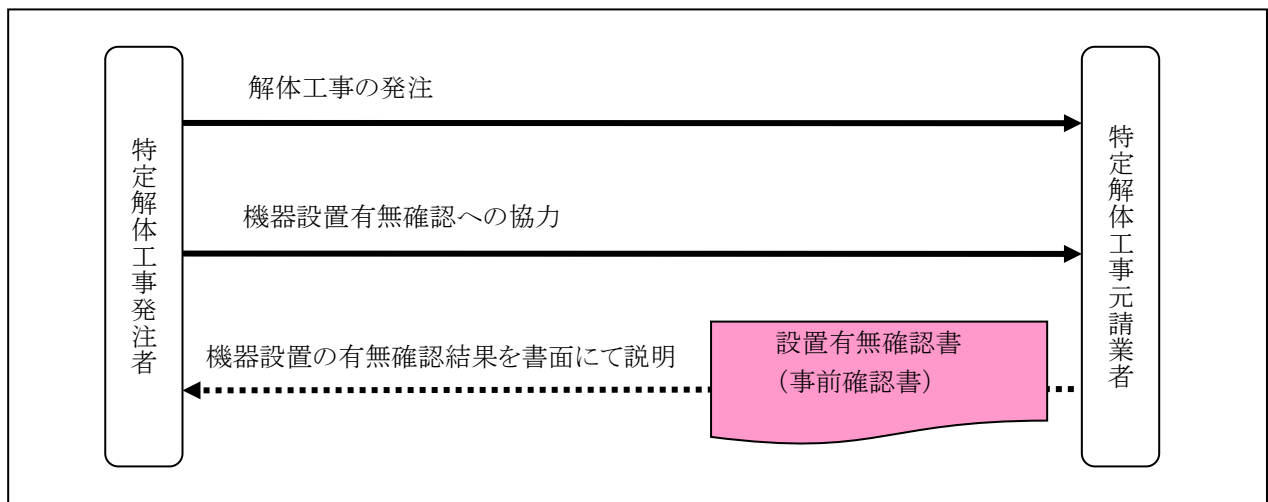 特定解体工事発注者
解体工事の発注
機器設置有無確認への協力
機器設置の有無確認結果を書面にて説明
設置有無確認書
（事前確認書）
特定解体工事元請業者